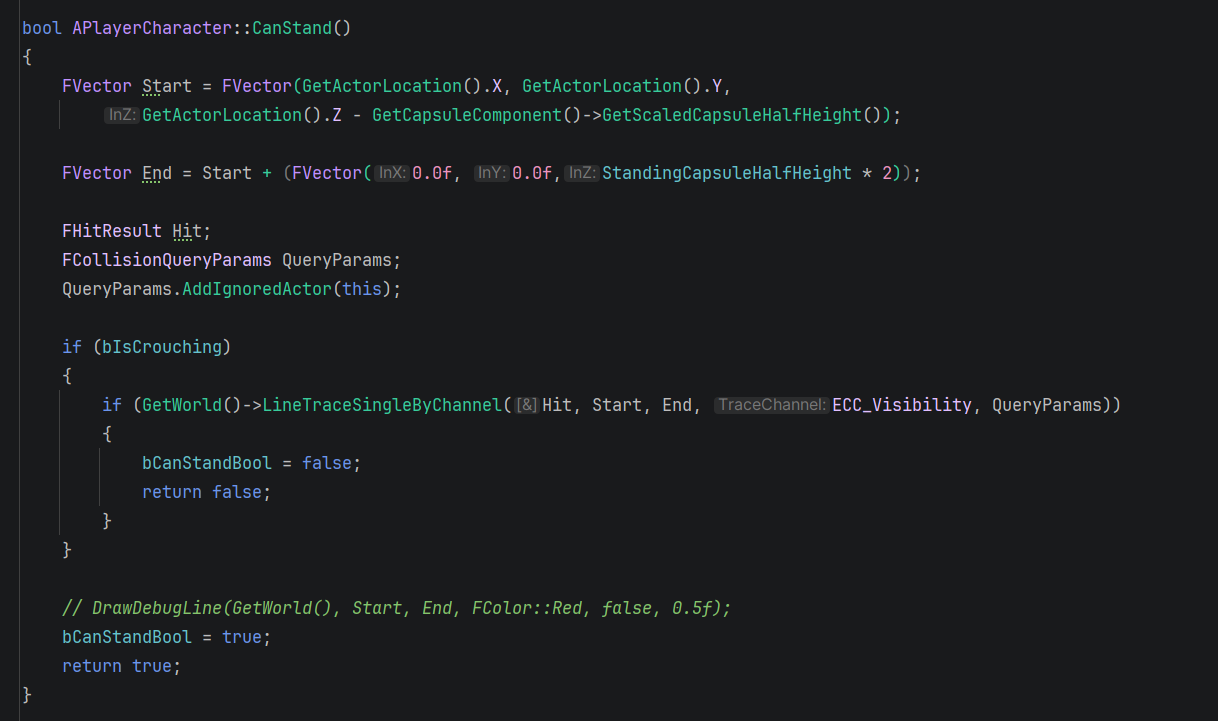 bool APlayerCharacter::CanStand()
{
    FVector Start = FVector(GetActorLocation().X, GetActorLocation().Y,
        InZ: GetActorLocation().Z - GetCapsuleComponent()->GetScaledCapsuleHalfHeight());
    FVector End = Start + (FVector( InX: 0.0f, InY: 0.0f, InZ: StandingCapsuleHalfHeight * 2));
    FHitResult Hit;
    FCollisionQueryParams QueryParams;
    QueryParams.AddIgnoredActor(this);
    if (bIsCrouching)
    {
        if (GetWorld()->LineTraceSingleByChannel( [&] Hit, Start, End, TraceChannel: ECC_Visibility, QueryParams))
        {
            bCanStandBool = false;
            return false;
        }
    }
    // DrawDebugLine(GetWorld(), Start, End, FColor::Red, false, 0.5f);
    bCanStandBool = true;
    return true;
}